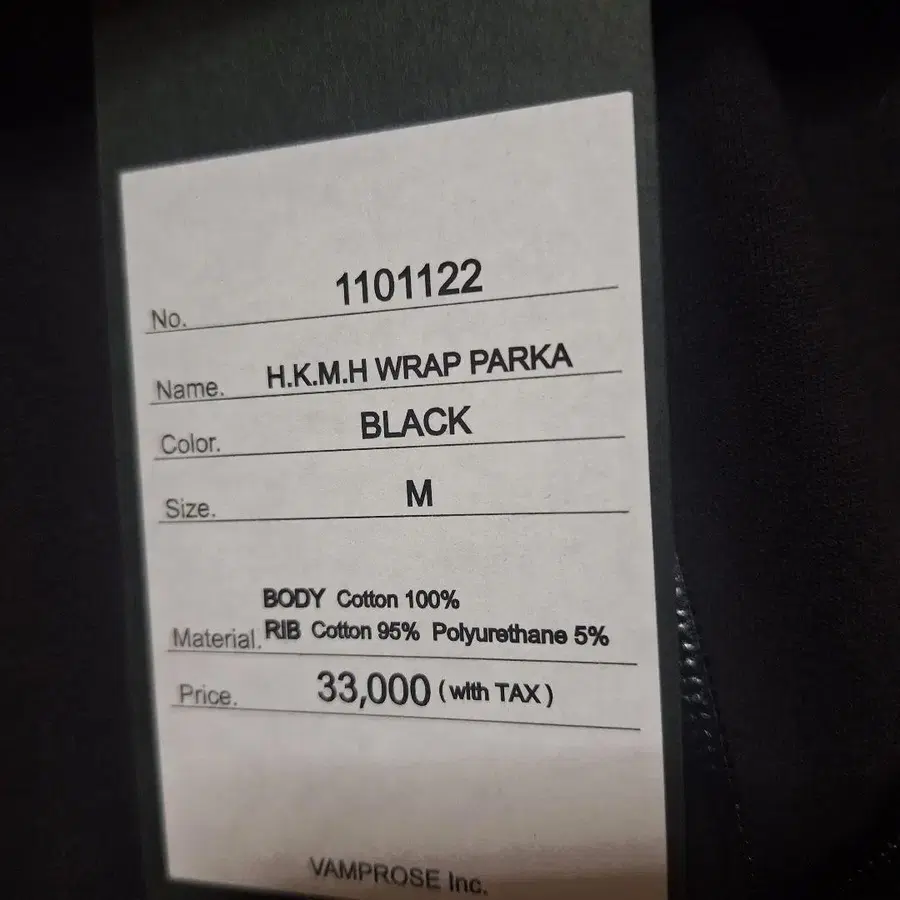 No. 1101122
Name. H.K.M.H WRAP PARKA
Color. BLACK
Size. M
BODY Cotton 100%
Material. RIB Cotton 95% Polyurethane 5%
Price. 33,000 (with TAX)
VAMPROSE Inc.